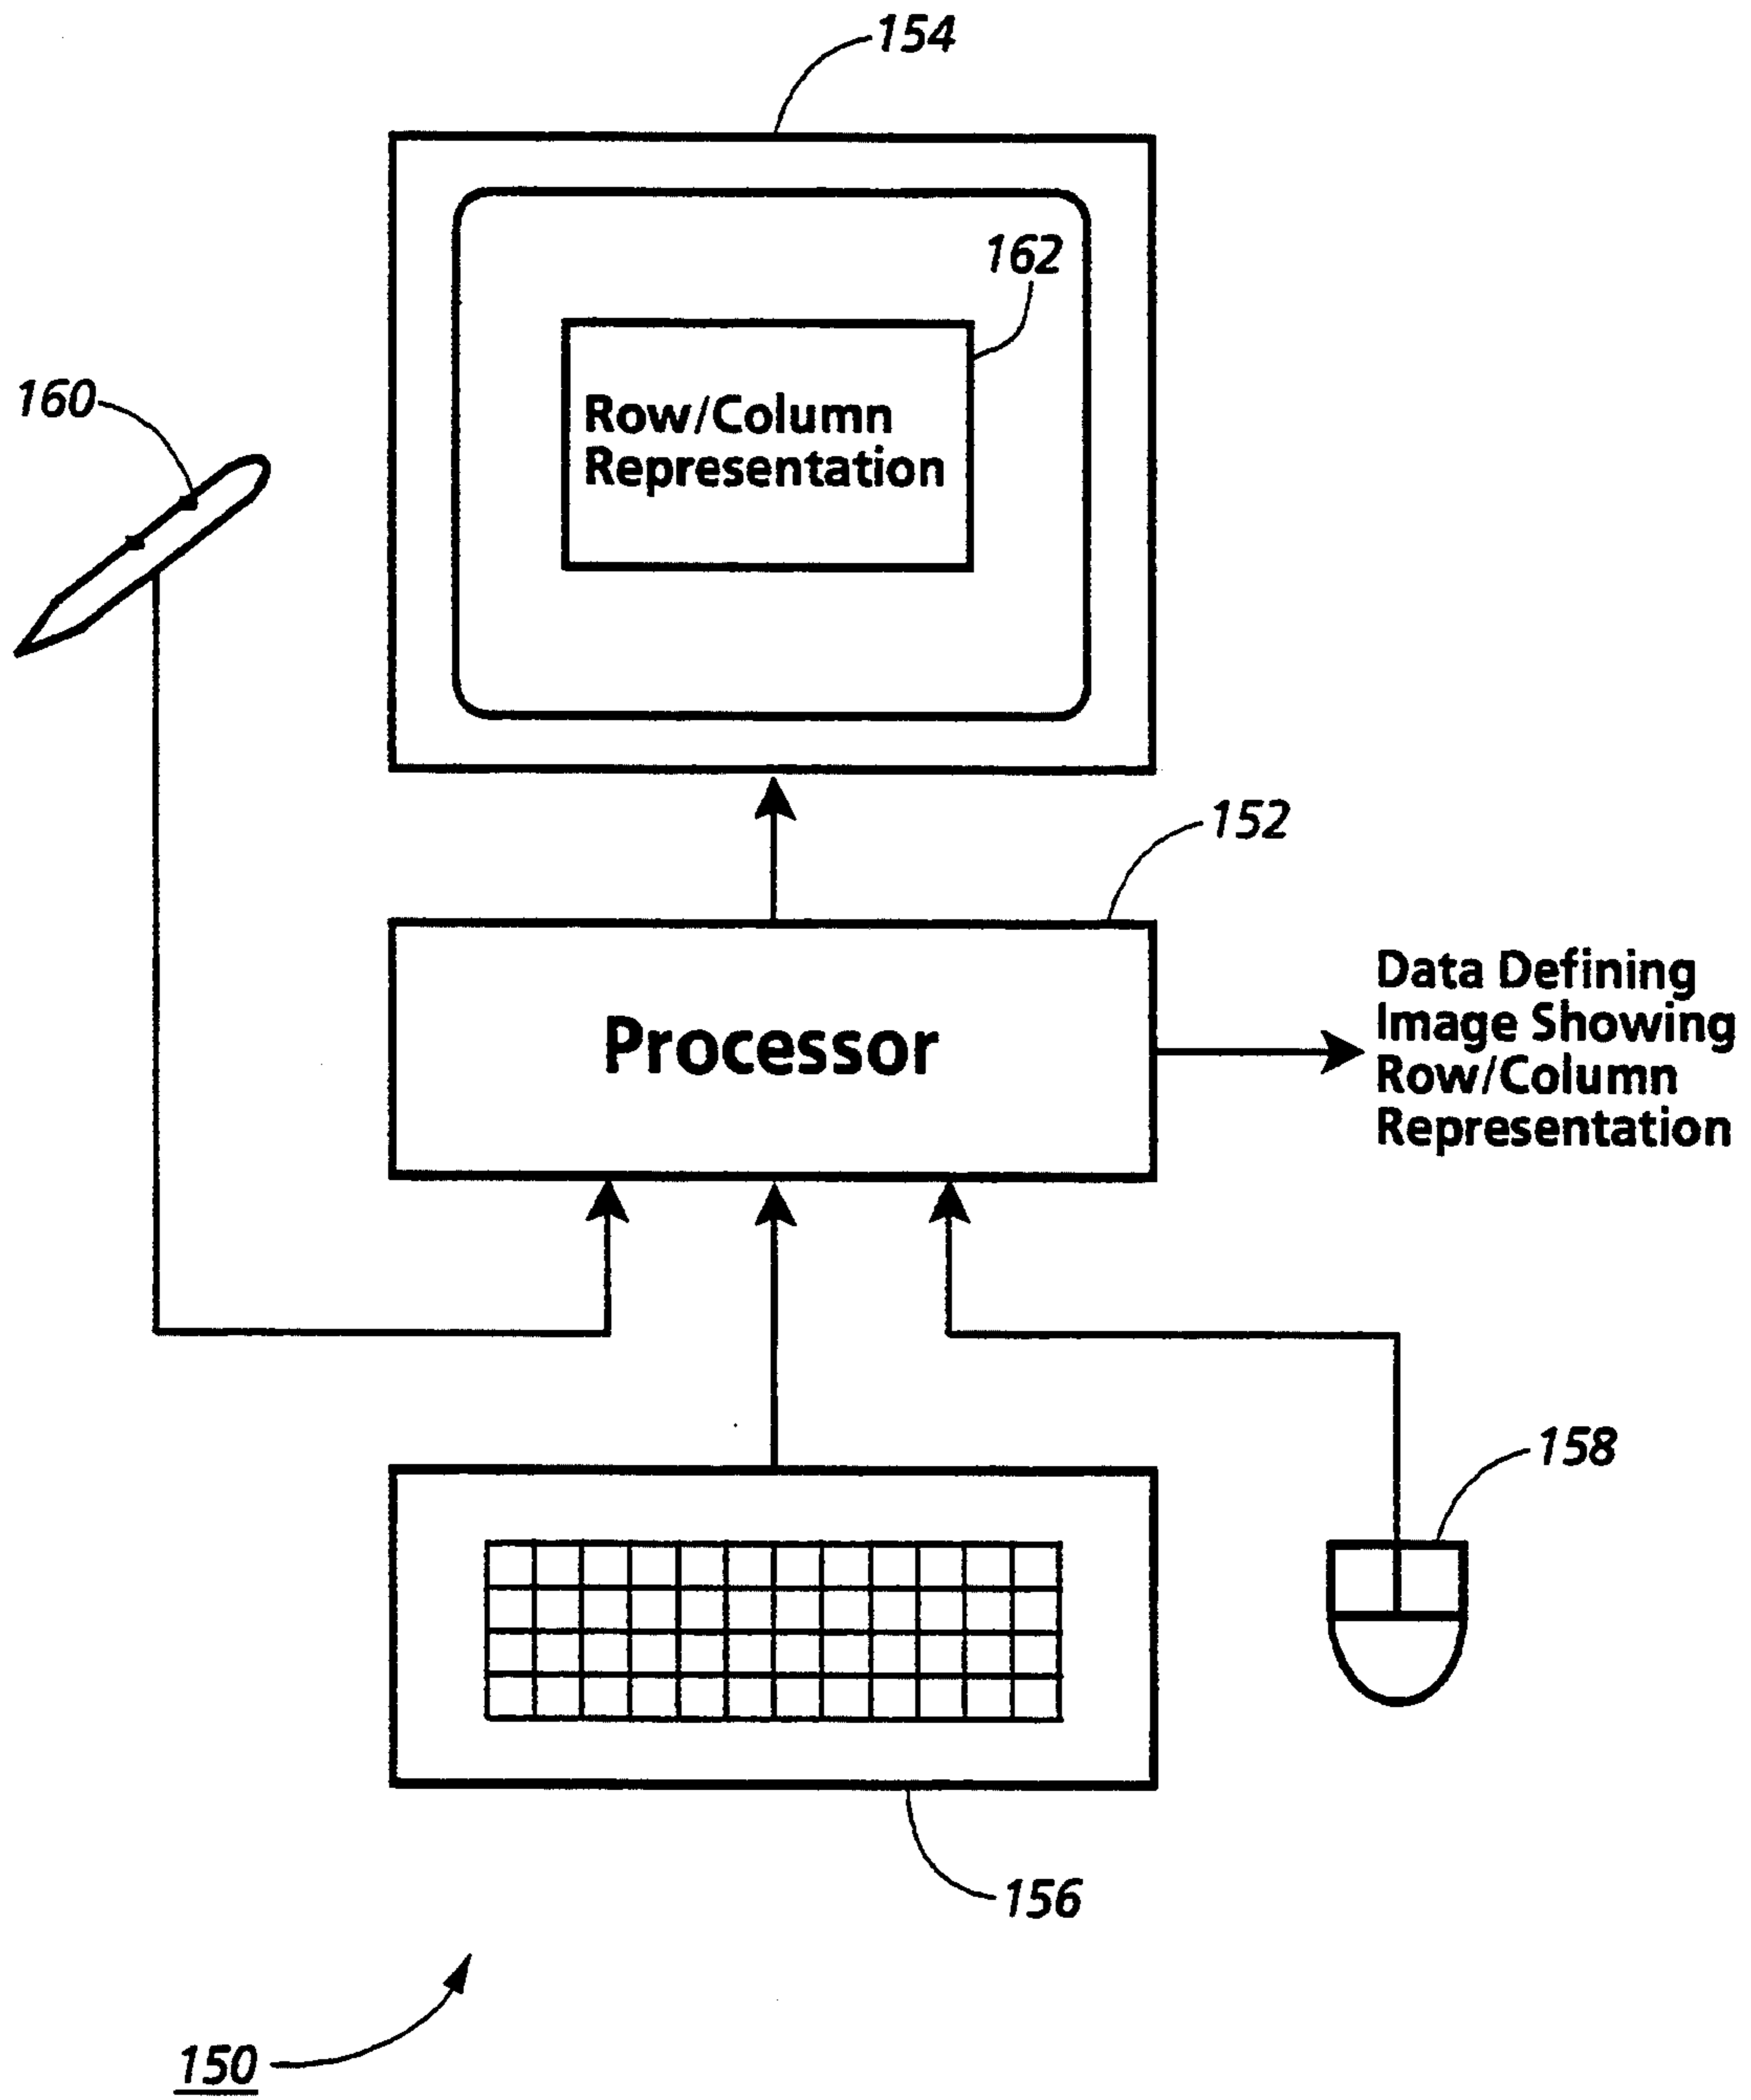 154
162
160
Row/Column
Representation
152
Processor
Data Defining
Image Showing
Row/Column
Representation
158
156
150